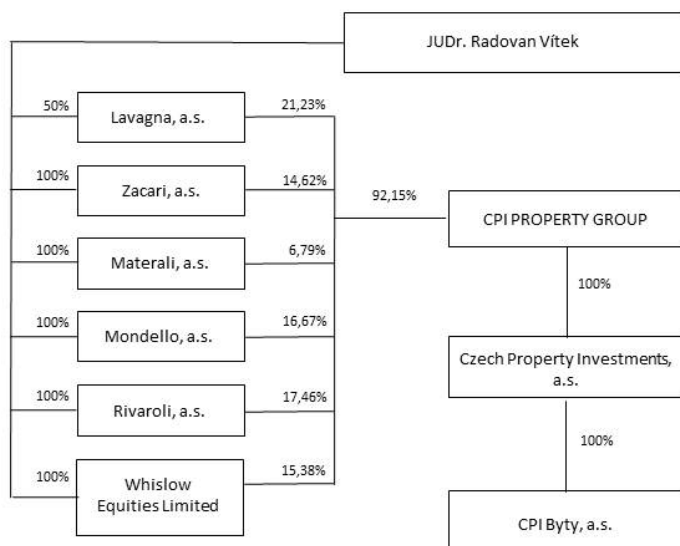 JUDr. Radovan Vítek
50%
Lavagna, a.s.
21,23%
100%
Zacari, a.s.
14,62%
92,15%
CPI PROPERTY GROUP
100%
Materali, a.s.
6,79%
100%
100%
Mondello, a.s.
16,67%
Czech Property Investments,
a.s.
100%
Rivaroli, a.s.
17,46%
100%
100%
Whislow
Equities Limited
15,38%
CPI Byty, a.s.